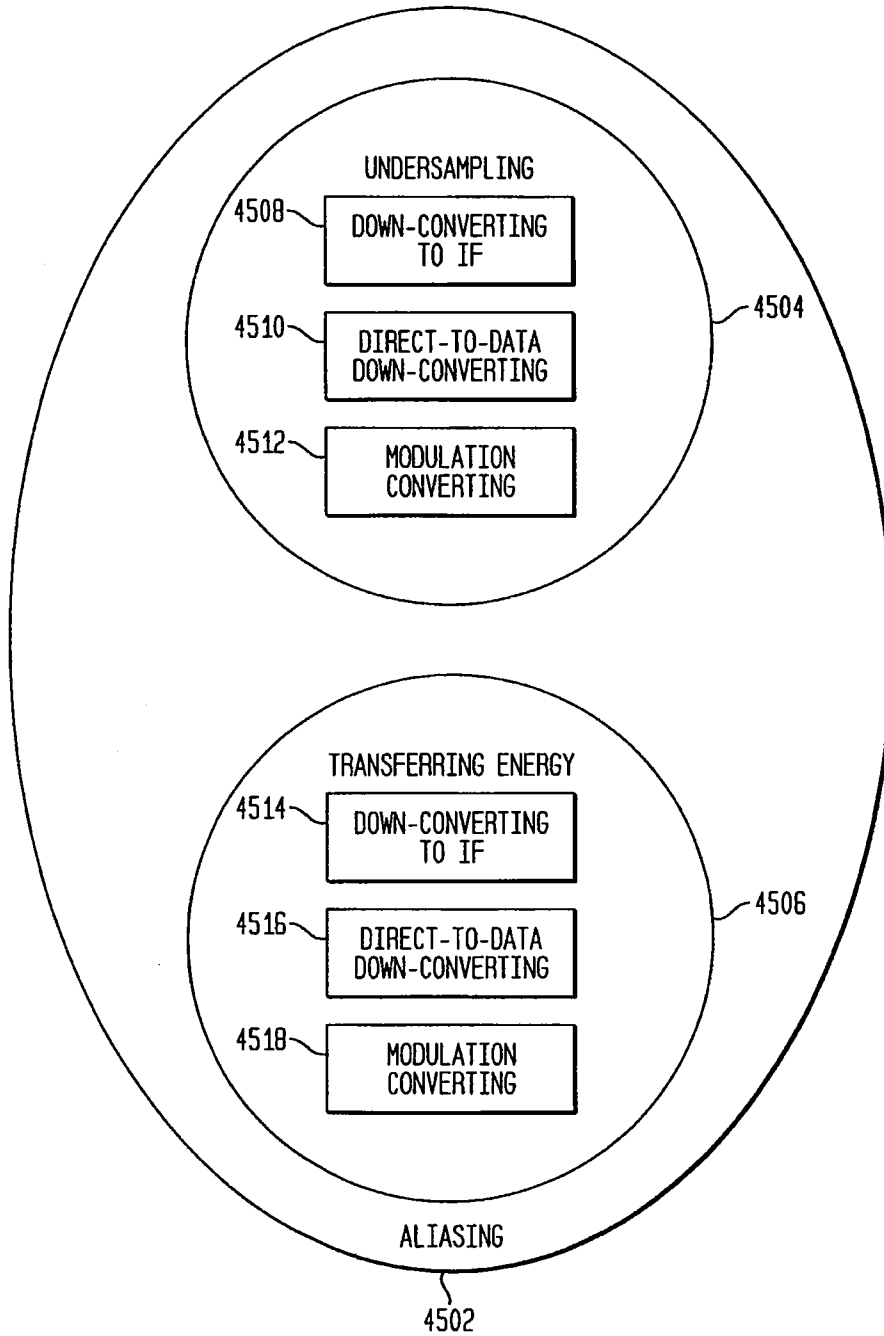 UNDERSAMPLING
4508
DOWN-CONVERTING
TO IF
4504
4510
DIRECT-TO-DATA
DOWN-CONVERTING
4512
MODULATION
CONVERTING
TRANSFERRING ENERGY
4514
DOWN-CONVERTING
TO IF
4506
4516
DIRECT-TO-DATA
DOWN-CONVERTING
4518
MODULATION
CONVERTING
ALIASING
4502